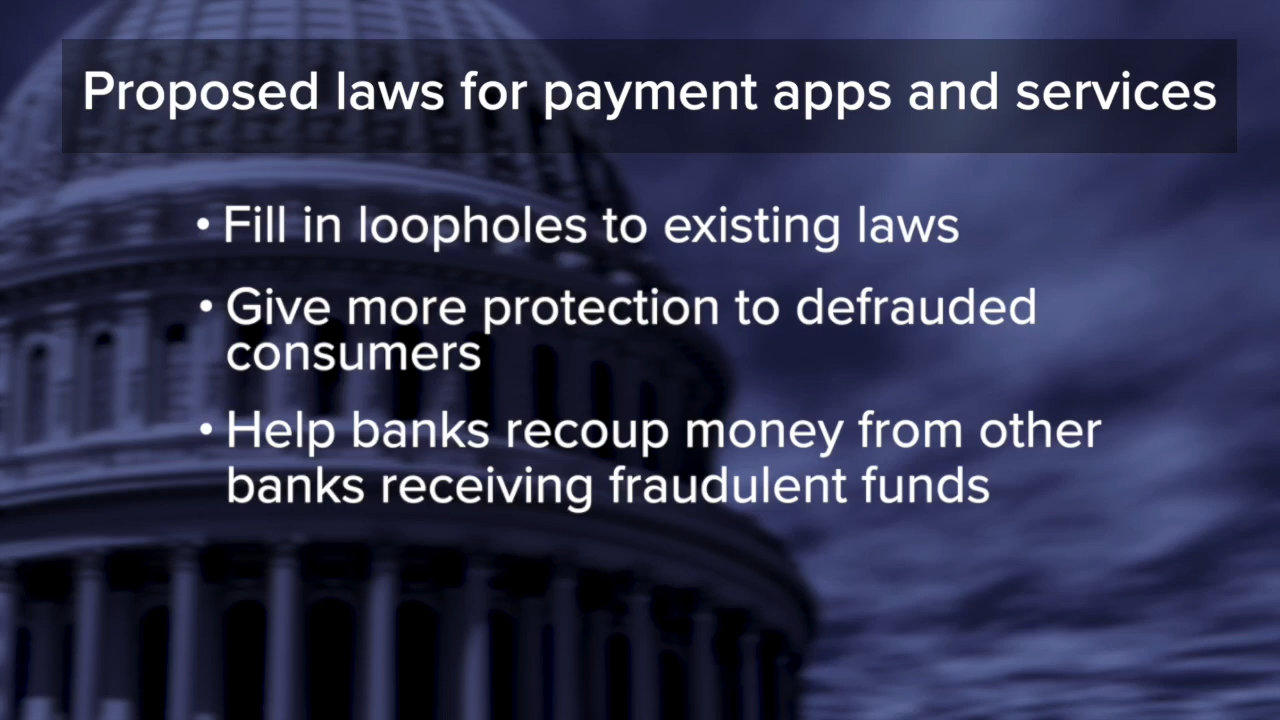 Proposed laws for payment apps and services
• Fill in loopholes to existing laws
• Give more protection to defrauded
consumers
• Help banks recoup money from other
banks receiving fraudulent funds